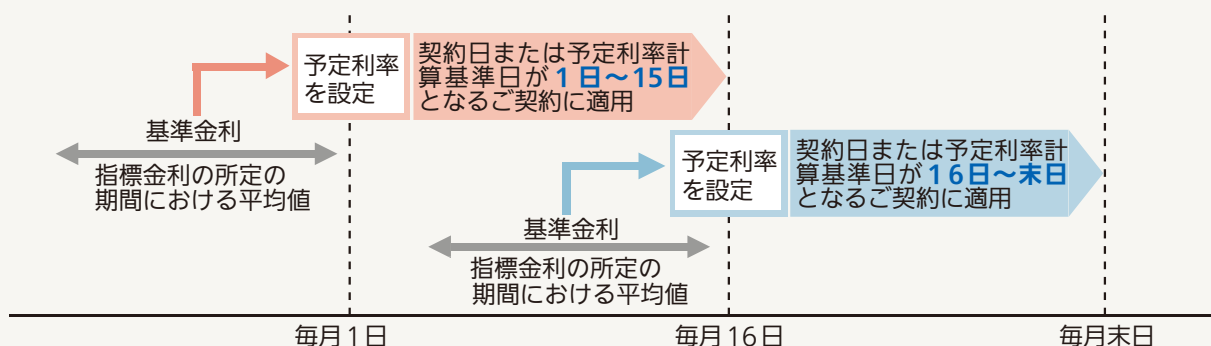 予定利率
を設定
契約日または予定利率計
算基準日が1日～15日
となるご契約に適用
基準金利
指標金利の所定の
期間における平均値
予定利率
を設定
契約日または予定利率計
算基準日が16日～末日
となるご契約に適用
基準金利
指標金利の所定の
期間における平均値
毎月1日
毎月16日
毎月末日